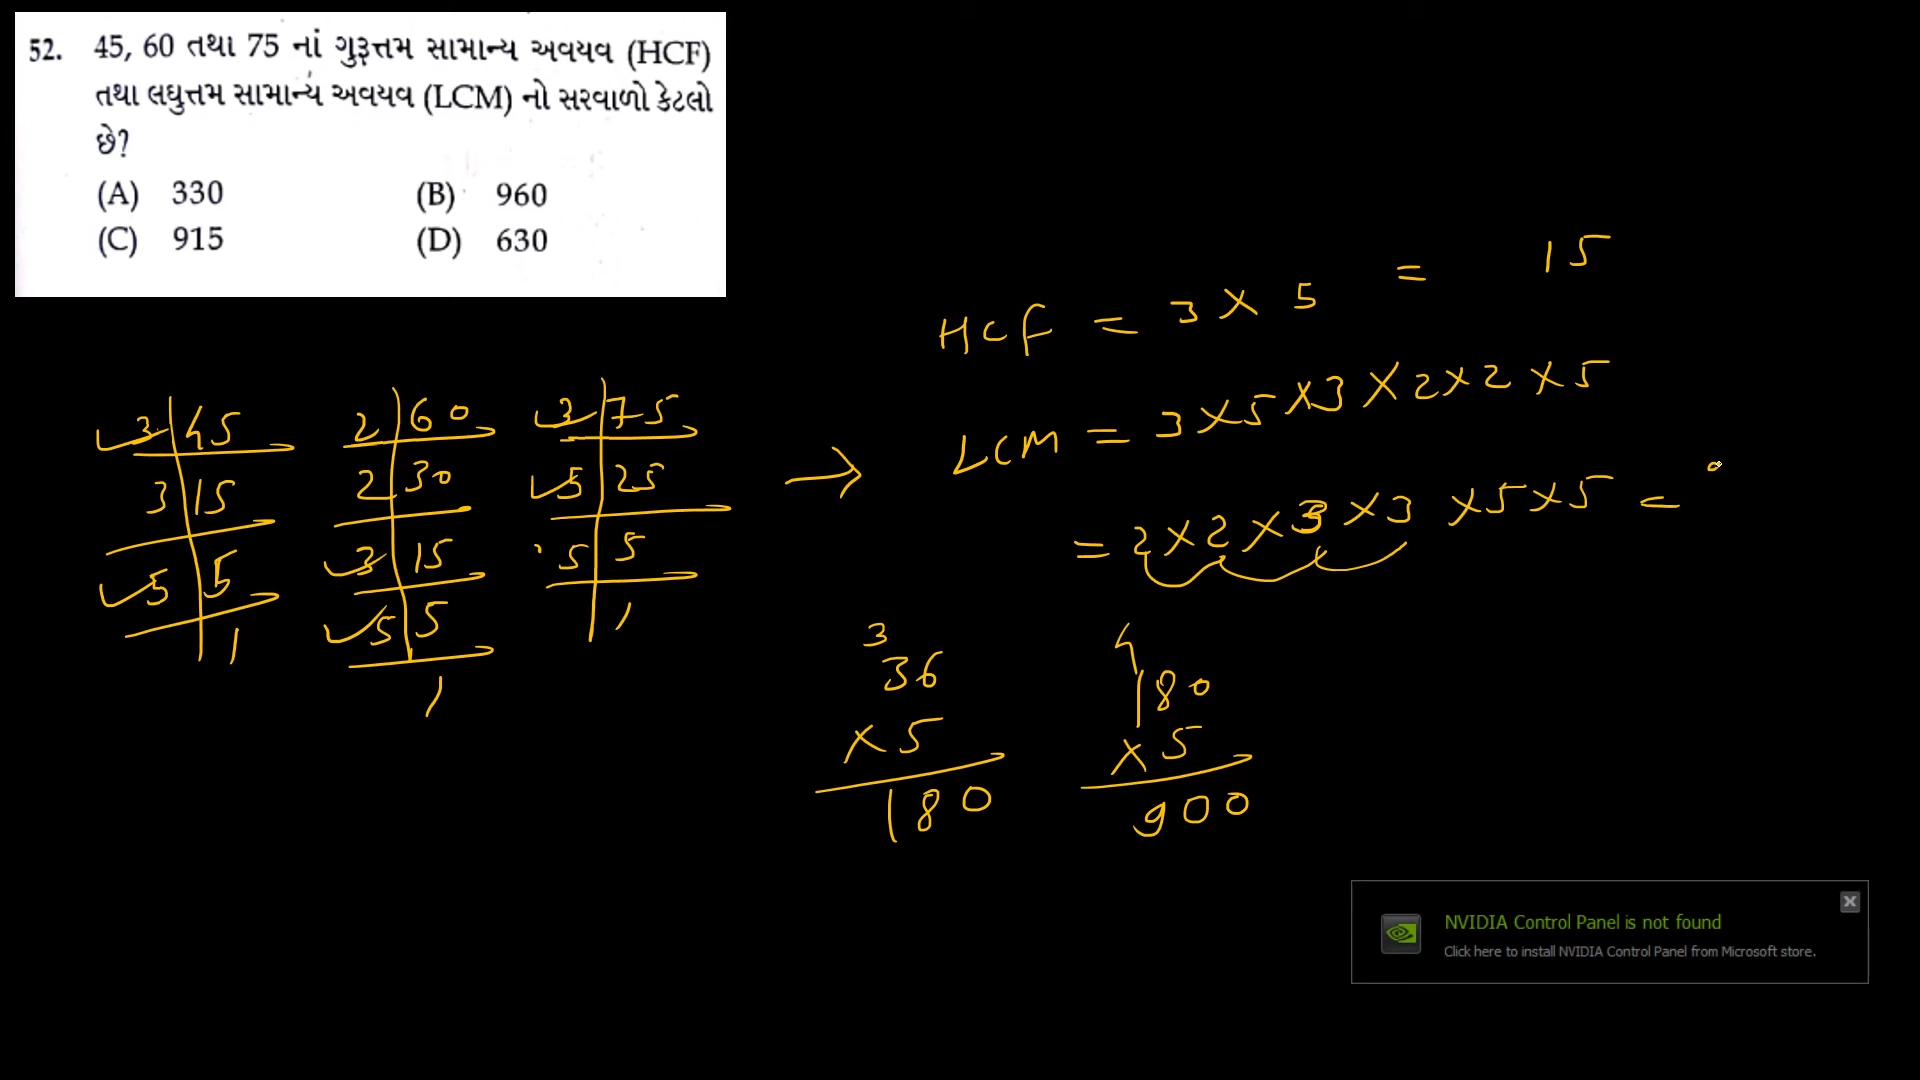 52. 45, 60 તથા 75 નાં ગુરૂત્તમ સામાન્ય અવયવ (HCF)
તથા લઘુત્તમ સામાન્ય અવયવ (LCM) નો સરવાળો કેટલો
છે?
(A) 330 (B) 960
(C) 915 (D) 630
HCF = 3 × 5 = 15
LCM = 3 × 5 × 3 × 2 × 2 × 5
= 2 × 2 × 3 × 3 × 5 × 5 =
3 45
3 15
5 5
1
2 60
2 30
3 15
5 5
1
3 75
5 25
5 5
1
→
3
36
× 5
180
4
180
× 5
900
NVIDIA Control Panel is not found
Click here to install NVIDIA Control Panel from Microsoft store.